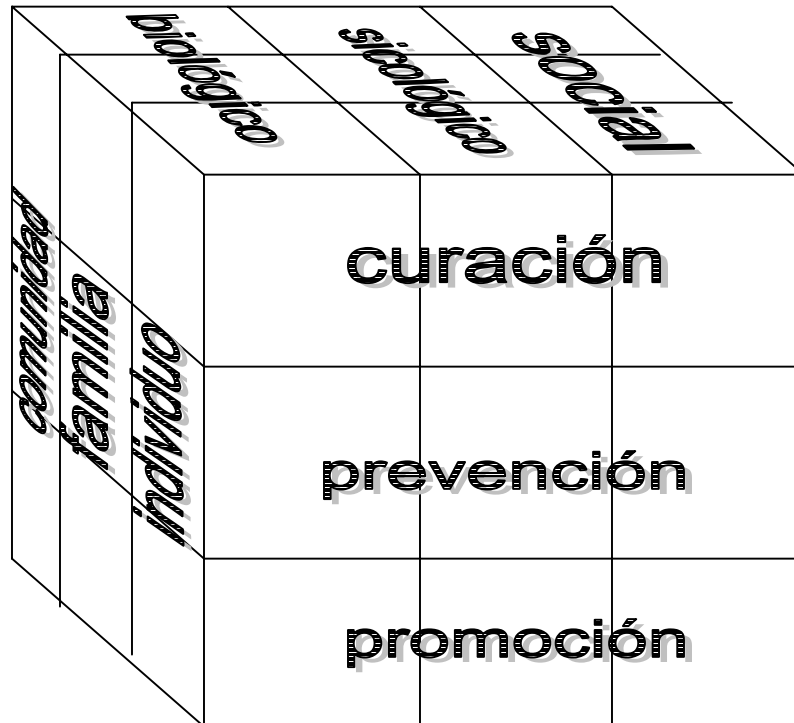 biológico
sicológico
social
comunidad
familia
individuo
curación
prevención
promoción